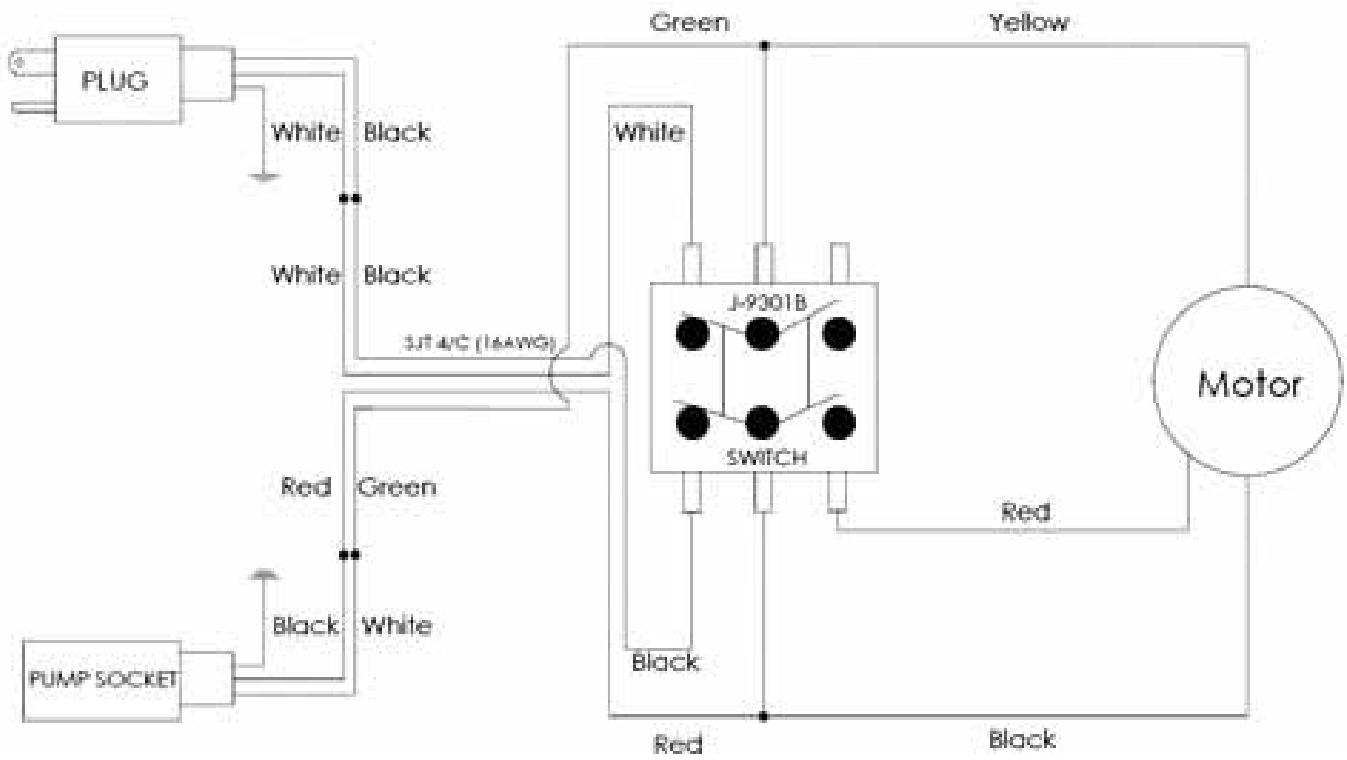 Green
Yellow
PLUG
White
Black
White
White
Black
J-9301B
SJT 4/C (16AWG)
Motor
SWITCH
Red
Green
Red
Black
White
Black
PUMP SOCKET
Red
Black